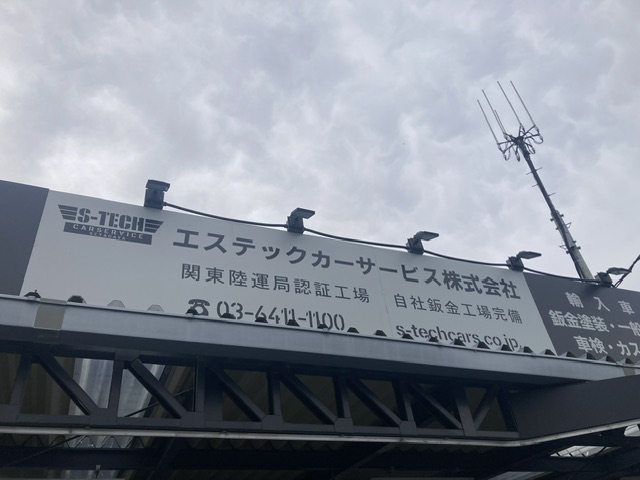 S-TECH
CARSERVICE
エステックカーサービス株式会社
関東陸運局認証工場
自社鈑金工場完備
☎03-6411-1100
s-techcars.co.jp
輸入車
鈑金塗装・一般
車検・カス